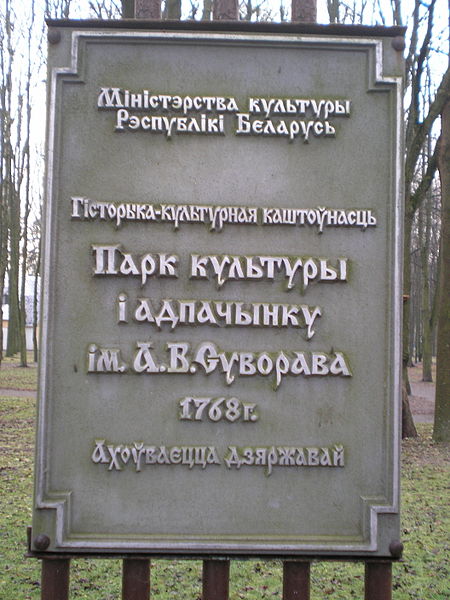 Міністэрства культуры
Рэспублікі Беларусь
Гісторыка-культурная каштоўнасць
Парк культуры
і адпачынку
ім. А.В.Суворава
1768г.
Ахоўваецца дзяржавай